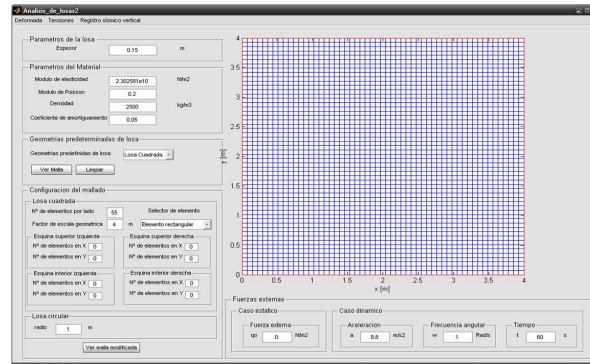 Analisis_de_losas2
Deformada Tensiones Registro sísmico vertical
Parametros de la losa
Espesor 0.15 m
Parametros del Material
Modulo de elasticidad 2.302581e10 N/m2
Modulo de Poisson 0.2
Densidad 2500 kg/m3
Coeficiente de amortiguamiento 0.05
Geometrias predeterminadas de losa
Geometrias predefinidas de losa: Losa Cuadrada
Ver Malla Limpiar
Configuracion del mallado
Losa cuadrada
Nº de elementos por lado 55 Selector de elemento
Factor de escala geometrica 4 m Elemento rectangular
Esquina superior izquierda
Nº de elementos en X 0
Nº de elementos en Y 0
Esquina superior derecha
Nº de elementos en X 0
Nº de elementos en Y 0
Esquina inferior izquierda
Nº de elementos en X 0
Nº de elementos en Y 0
Esquina inferior derecha
Nº de elementos en X 0
Nº de elementos en Y 0
Losa circular
radio 1 m
Ver malla modificada
4
3.5
3
2.5
2
1.5
1
0.5
0
y [m]
0 0.5 1 1.5 2 2.5 3 3.5 4
x [m]
Fuerzas externas
Caso estatico
Fuerza externa
qo 0 N/m2
Caso dinamico
Aceleracion
a 9.8 m/s2
Frecuencia angular
w 1 Rad/s
Tiempo
t 60 s